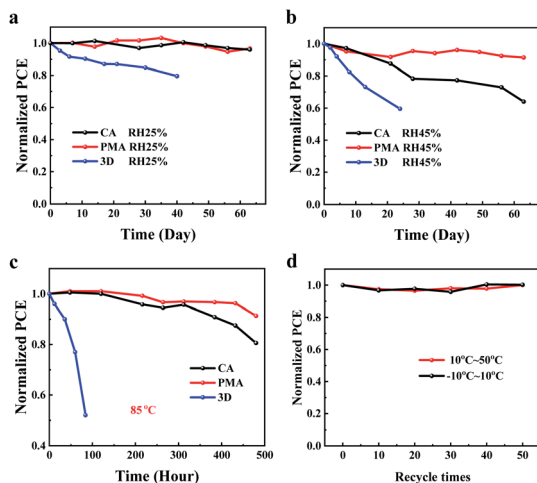 a
Normalized PCE
1.0
0.8
0.6
0.4
0.2
0.0
CA RH25%
PMA RH25%
3D RH25%
0 10 20 30 40 50 60
Time (Day)
b
Normalized PCE
1.0
0.8
0.6
0.4
0.2
0.0
CA RH45%
PMA RH45%
3D RH45%
0 10 20 30 40 50 60
Time (Day)
c
Normalized PCE
1.0
0.8
0.6
0.4
CA
PMA
3D
85°C
0 100 200 300 400 500
Time (Hour)
d
Normalized PCE
1.0
0.8
0.6
0.4
0.2
0.0
10°C~50°C
-10°C~10°C
0 10 20 30 40 50
Recycle times